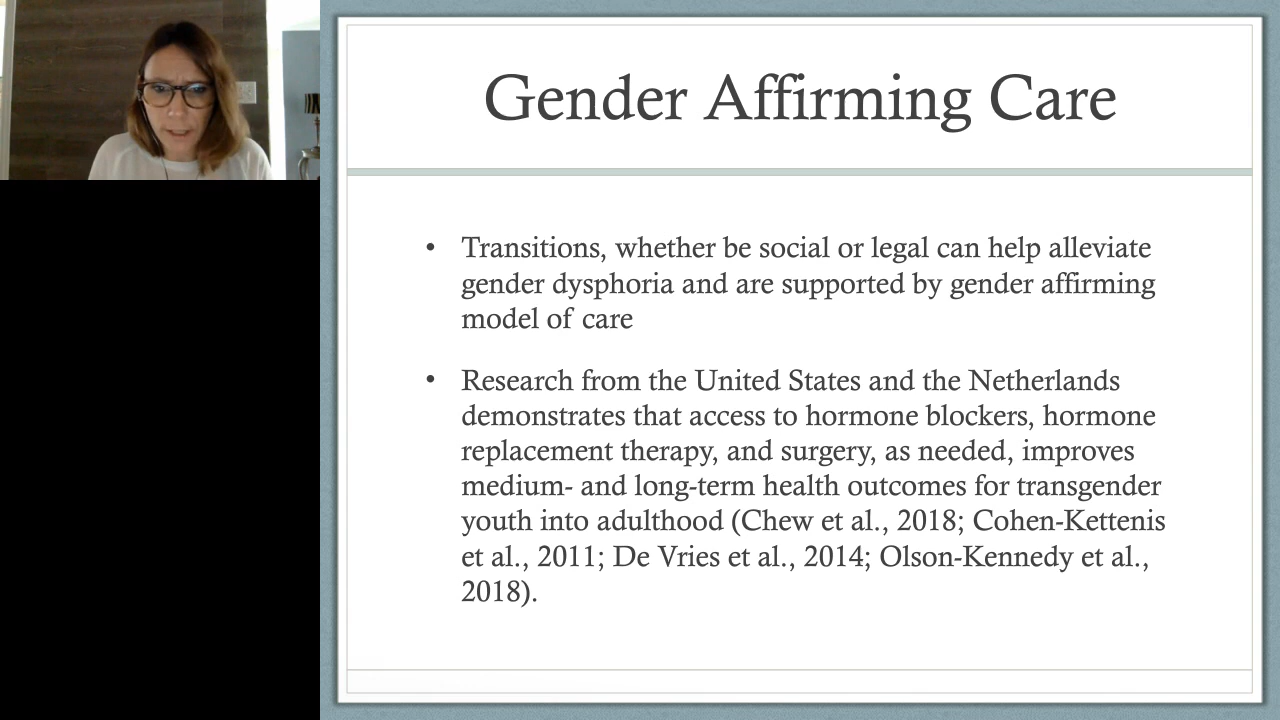 Gender Affirming Care
• Transitions, whether be social or legal can help alleviate
gender dysphoria and are supported by gender affirming
model of care
• Research from the United States and the Netherlands
demonstrates that access to hormone blockers, hormone
replacement therapy, and surgery, as needed, improves
medium- and long-term health outcomes for transgender
youth into adulthood (Chew et al., 2018; Cohen-Kettenis
et al., 2011; De Vries et al., 2014; Olson-Kennedy et al.,
2018).